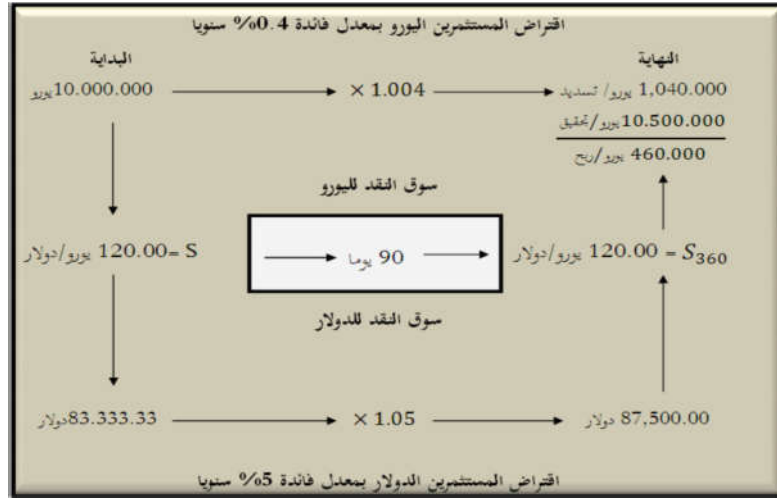 اقتراض المستثمرين اليورو بمعدل فائدة 0.4% سنويا
البداية
النهاية
10.000.000يورو
× 1.004
1,040.000 يورو/ تسديد
10.500.000يورو/تحقيق
460.000 يورو/ربح
سوق النقد لليورو
S =120.00 يورو/دولار
90 يوما
S360 = 120.00 يورو/دولار
سوق النقد للدولار
83.333.33دولار
× 1.05
87,500.00 دولار
اقتراض المستثمرين الدولار بمعدل فائدة 5% سنويا